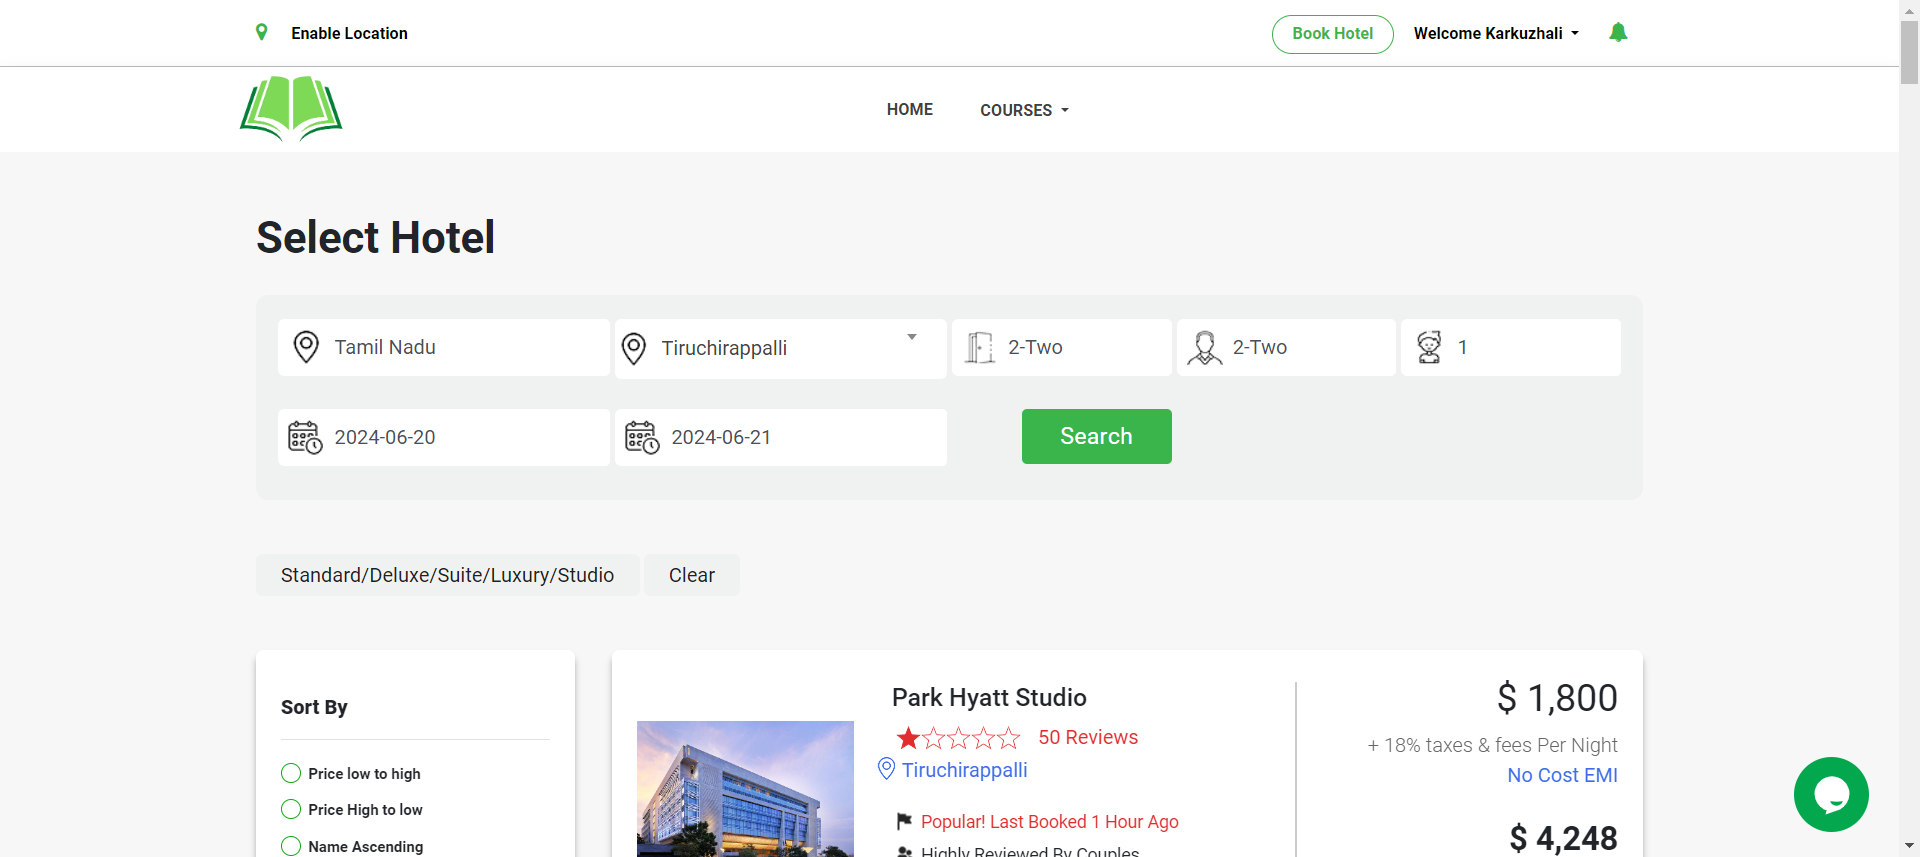 Enable Location
Book Hotel
Welcome Karkuzhali
HOME
COURSES
Select Hotel
Tamil Nadu
Tiruchirappalli
2-Two
2-Two
1
2024-06-20
2024-06-21
Search
Standard/Deluxe/Suite/Luxury/Studio
Clear
Sort By
Price low to high
Price High to low
Name Ascending
Park Hyatt Studio
50 Reviews
Tiruchirappalli
Popular! Last Booked 1 Hour Ago
Highly Reviewed By Couples
$ 1,800
+ 18% taxes & fees Per Night
No Cost EMI
$ 4,248